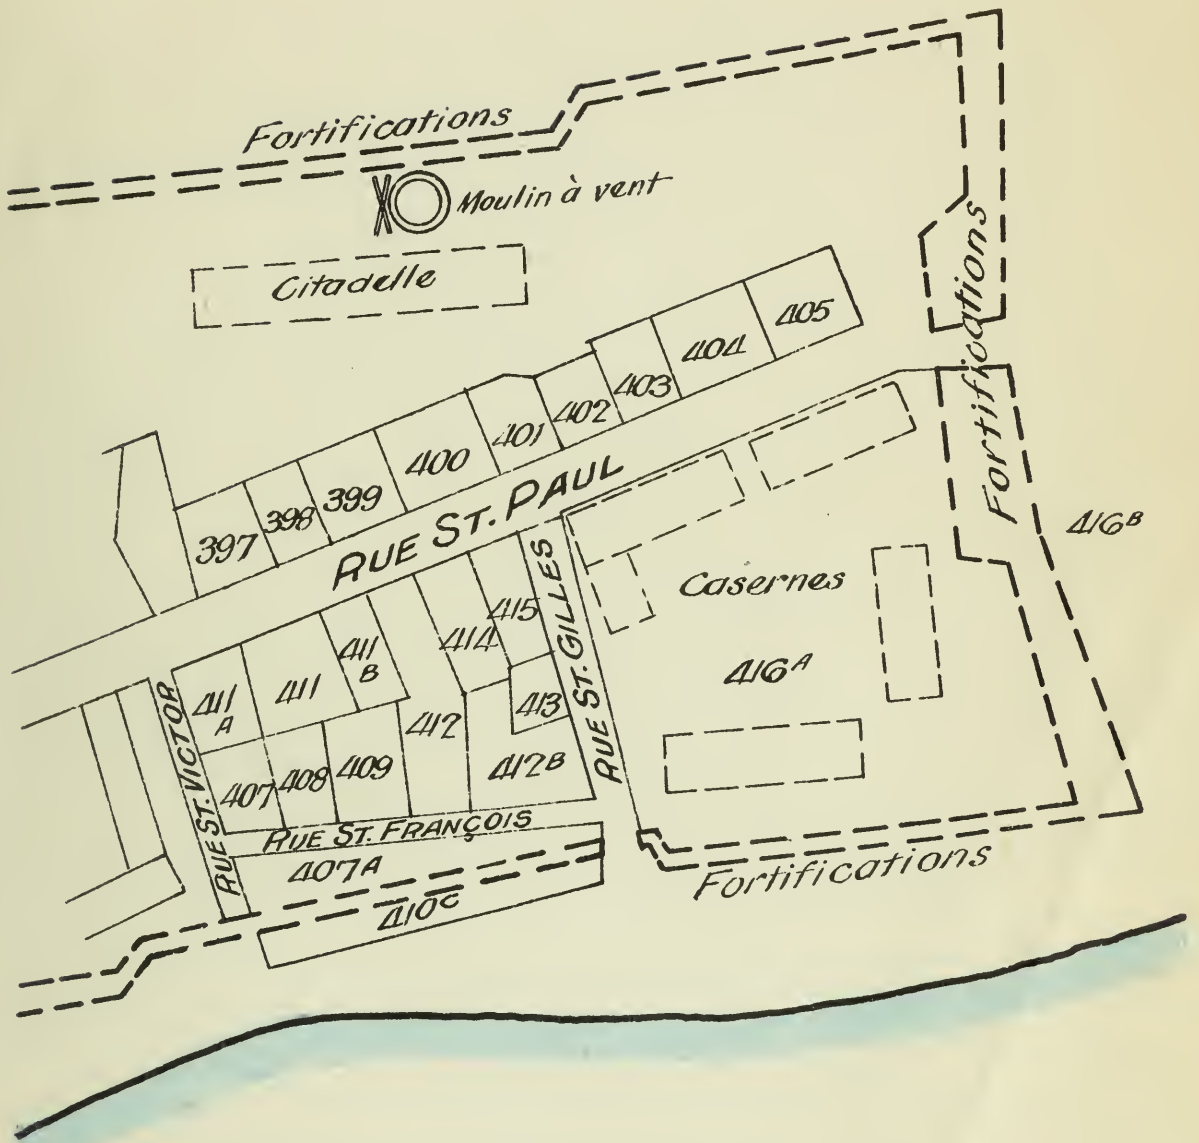 Fortifications
Moulin à vent
Citadelle
Fortifications
405
404
403
402
401
400
399
398
397
RUE ST. PAUL
Fortifications
416B
Casernes
416A
RUE ST. GILLES
415
414
413
411
B
411
411
A
412
412B
409
408
407
RUE ST. VICTOR
RUE ST. FRANÇOIS
407A
410C
Fortifications